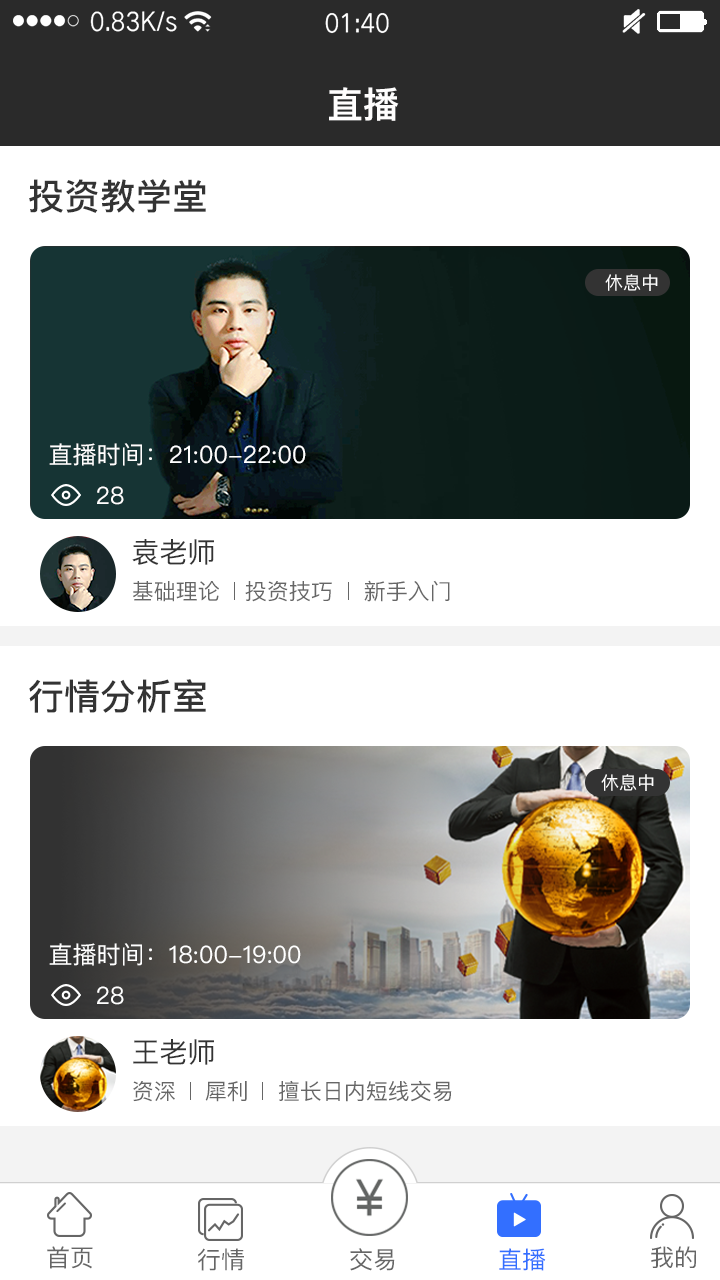 0.83K/s
01:40
直播
投资教学堂
休息中
直播时间：21:00–22:00
28
袁老师
基础理论 | 投资技巧 | 新手入门
行情分析室
休息中
直播时间：18:00–19:00
28
王老师
资深 | 犀利 | 擅长日内短线交易
¥
首页
行情
交易
直播
我的